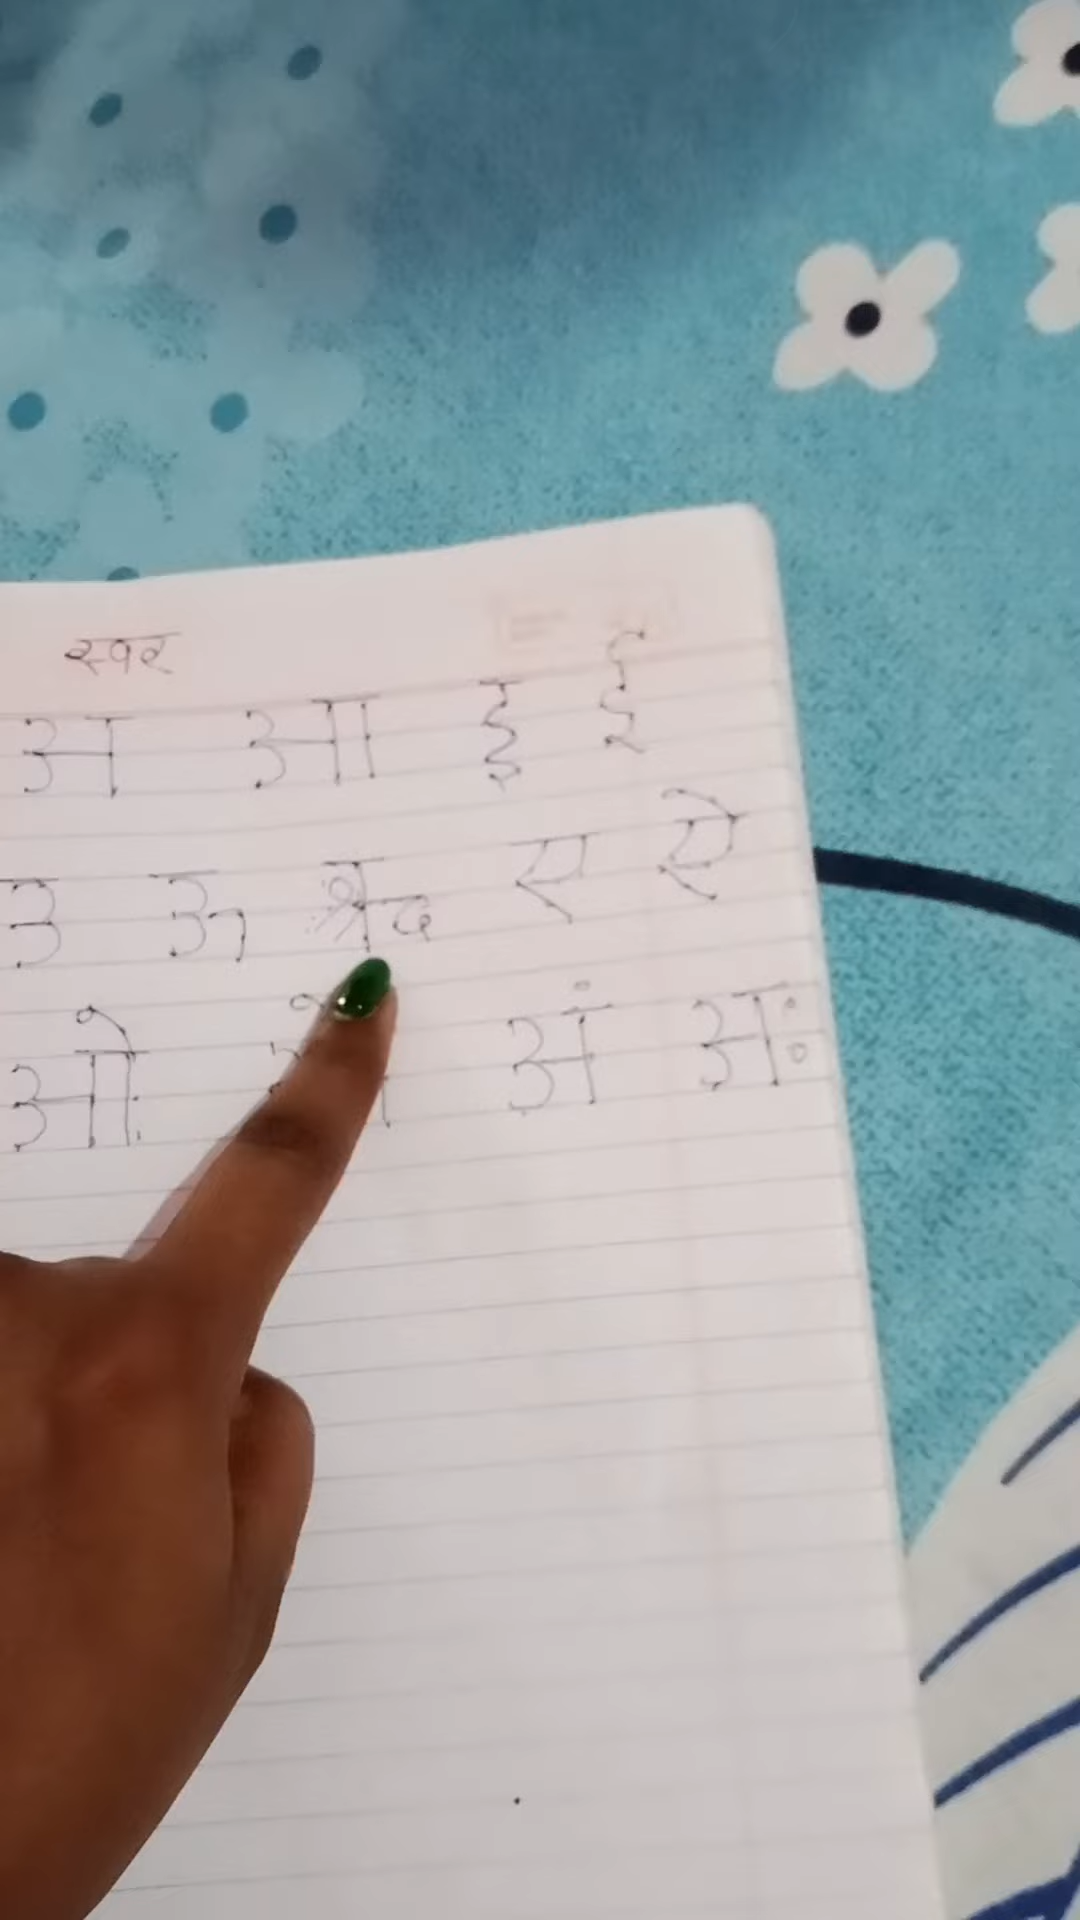 स्वर
अ आ इ ई
उ ऊ ऋ ए ऐ
ओ अं अः